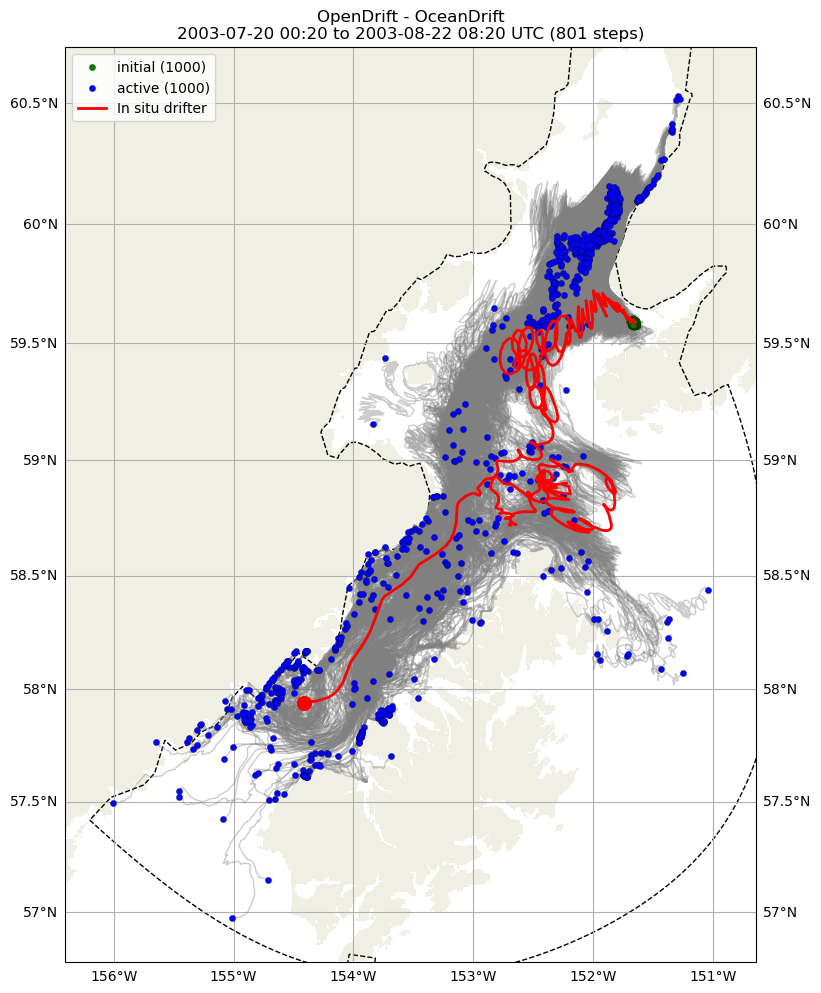 OpenDrift - OceanDrift
2003-07-20 00:20 to 2003-08-22 08:20 UTC (801 steps)
initial (1000)
active (1000)
In situ drifter
60.5°N 60.5°N
60°N 60°N
59.5°N 59.5°N
59°N 59°N
58.5°N 58.5°N
58°N 58°N
57.5°N 57.5°N
57°N 57°N
156°W 155°W 154°W 153°W 152°W 151°W